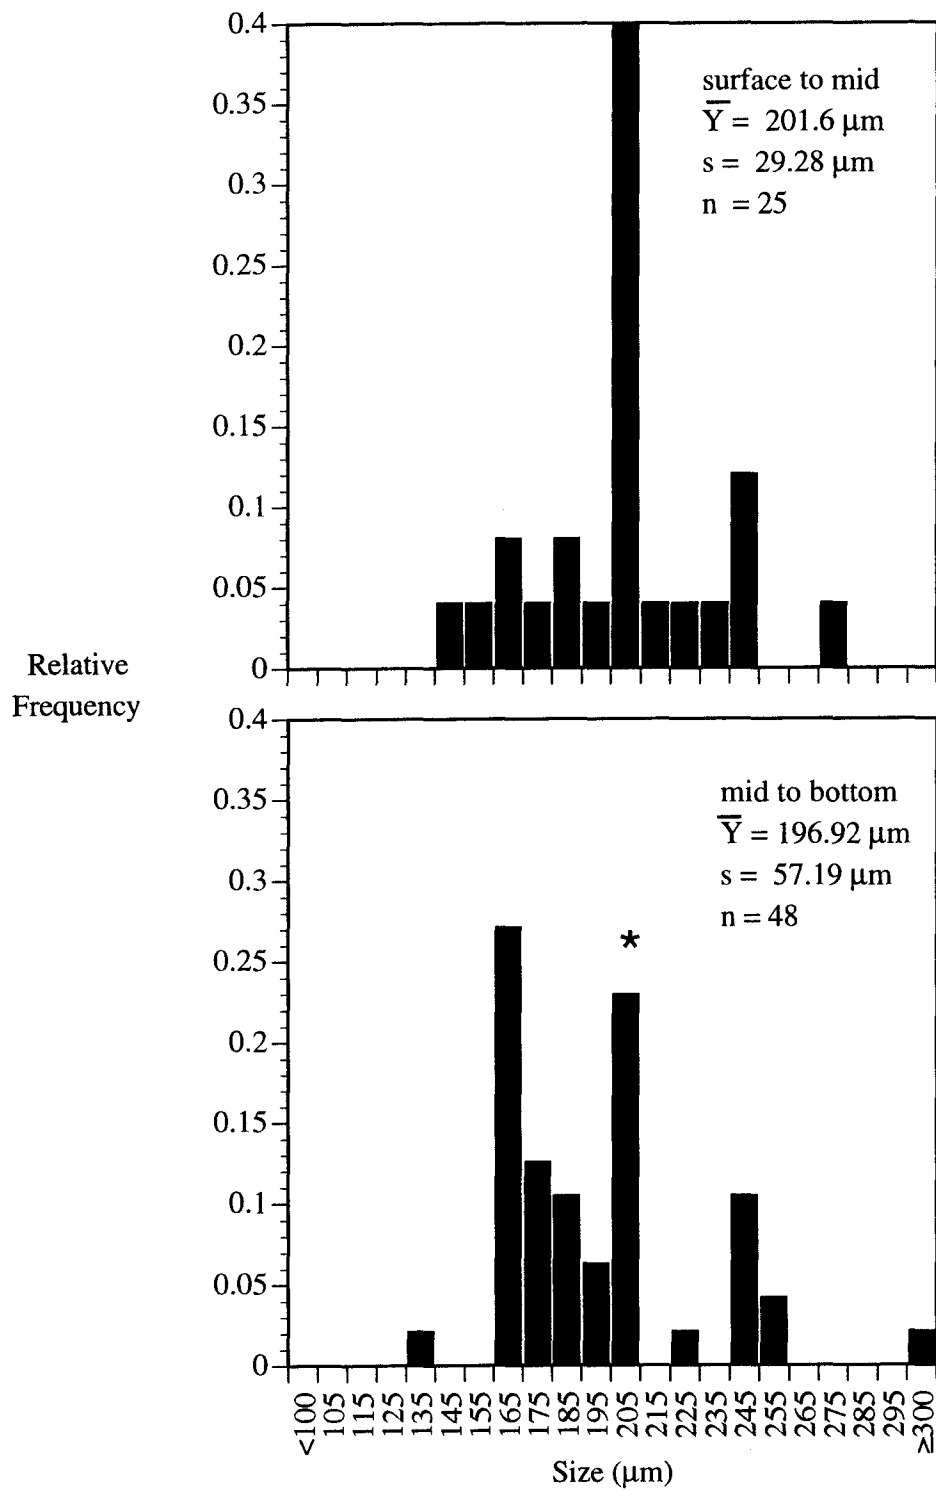 0.4
0.35
0.3
0.25
0.2
0.15
0.1
0.05
0
surface to mid
Y̅ = 201.6 µm
s = 29.28 µm
n = 25
Relative
Frequency
0.4
0.35
0.3
0.25
0.2
0.15
0.1
0.05
0
mid to bottom
Y̅ = 196.92 µm
s = 57.19 µm
n = 48
*
<100 105 115 125 135 145 155 165 175 185 195 205 215 225 235 245 255 265 275 285 295 ≥300
Size (µm)